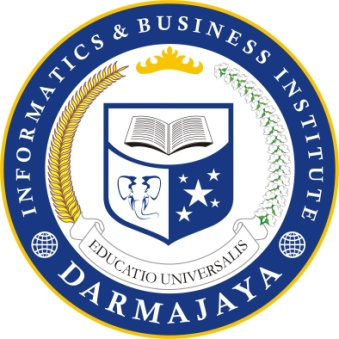 INFORMATICS & BUSINESS INSTITUTE
EDUCATIO UNIVERSALIS
DARMAJAYA